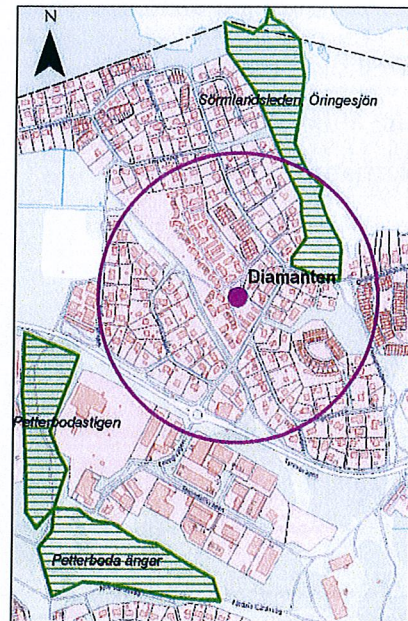 N
Sörmlandsleden, Öringesjön
Diamanten
Petterbodastigen
Petterboda ängar